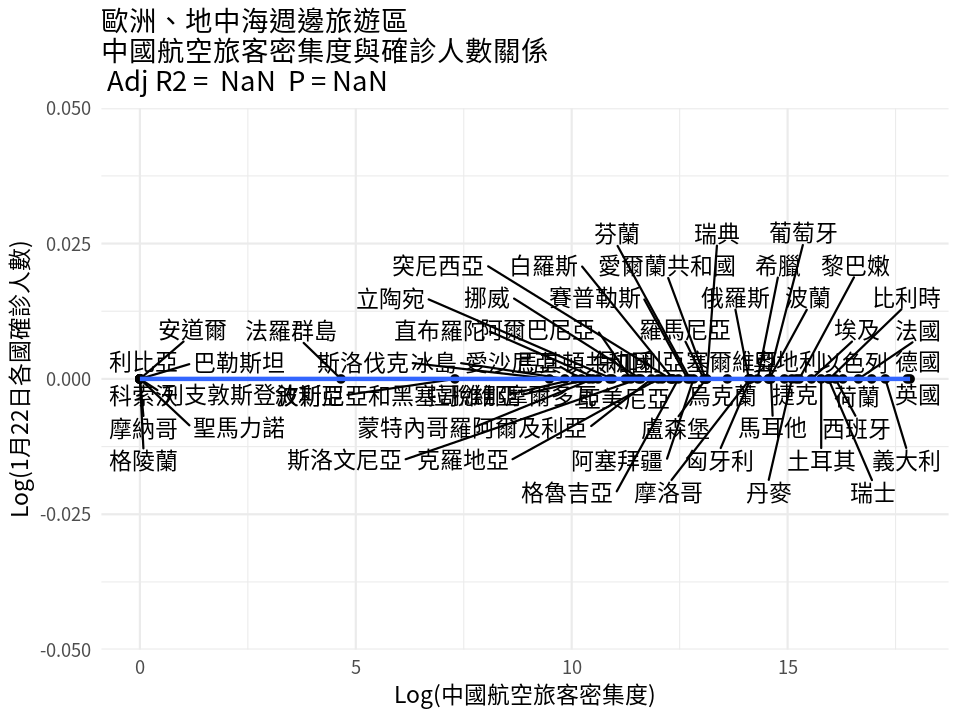 歐洲、地中海週邊旅遊區
中國航空旅客密集度與確診人數關係
Adj R2 = NaN P = NaN
0.050
0.025
0.000
-0.025
-0.050
Log(1月22日各國確診人數)
芬蘭 瑞典 葡萄牙
突尼西亞 白羅斯 愛爾蘭共和國 希臘 黎巴嫩
立陶宛 挪威 賽普勒斯 俄羅斯 波蘭 比利時
安道爾 法羅群島 直布羅陀 阿爾巴尼亞 羅馬尼亞 埃及 法國
利比亞 巴勒斯坦 斯洛伐克 冰島 愛沙尼亞 以色列 德國
科索沃 列支敦斯登 荷蘭 英國
亞美尼亞 烏克蘭 捷克
摩納哥 聖馬力諾 蒙特內哥羅 阿爾及利亞 盧森堡 馬耳他 西班牙
格陵蘭 斯洛文尼亞 克羅地亞 阿塞拜疆 匈牙利 土耳其 義大利
格魯吉亞 摩洛哥 丹麥 瑞士
0 5 10 15
Log(中國航空旅客密集度)